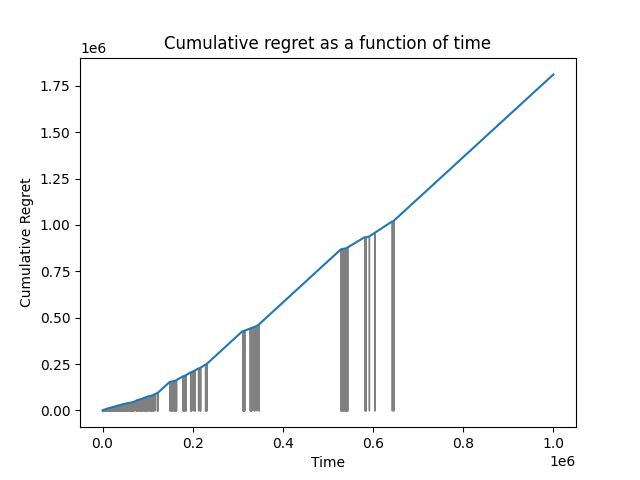 Cumulative regret as a function of time
1e6
1.75
1.50
1.25
1.00
0.75
0.50
0.25
0.00
Cumulative Regret
0.0 0.2 0.4 0.6 0.8 1.0
Time
1e6